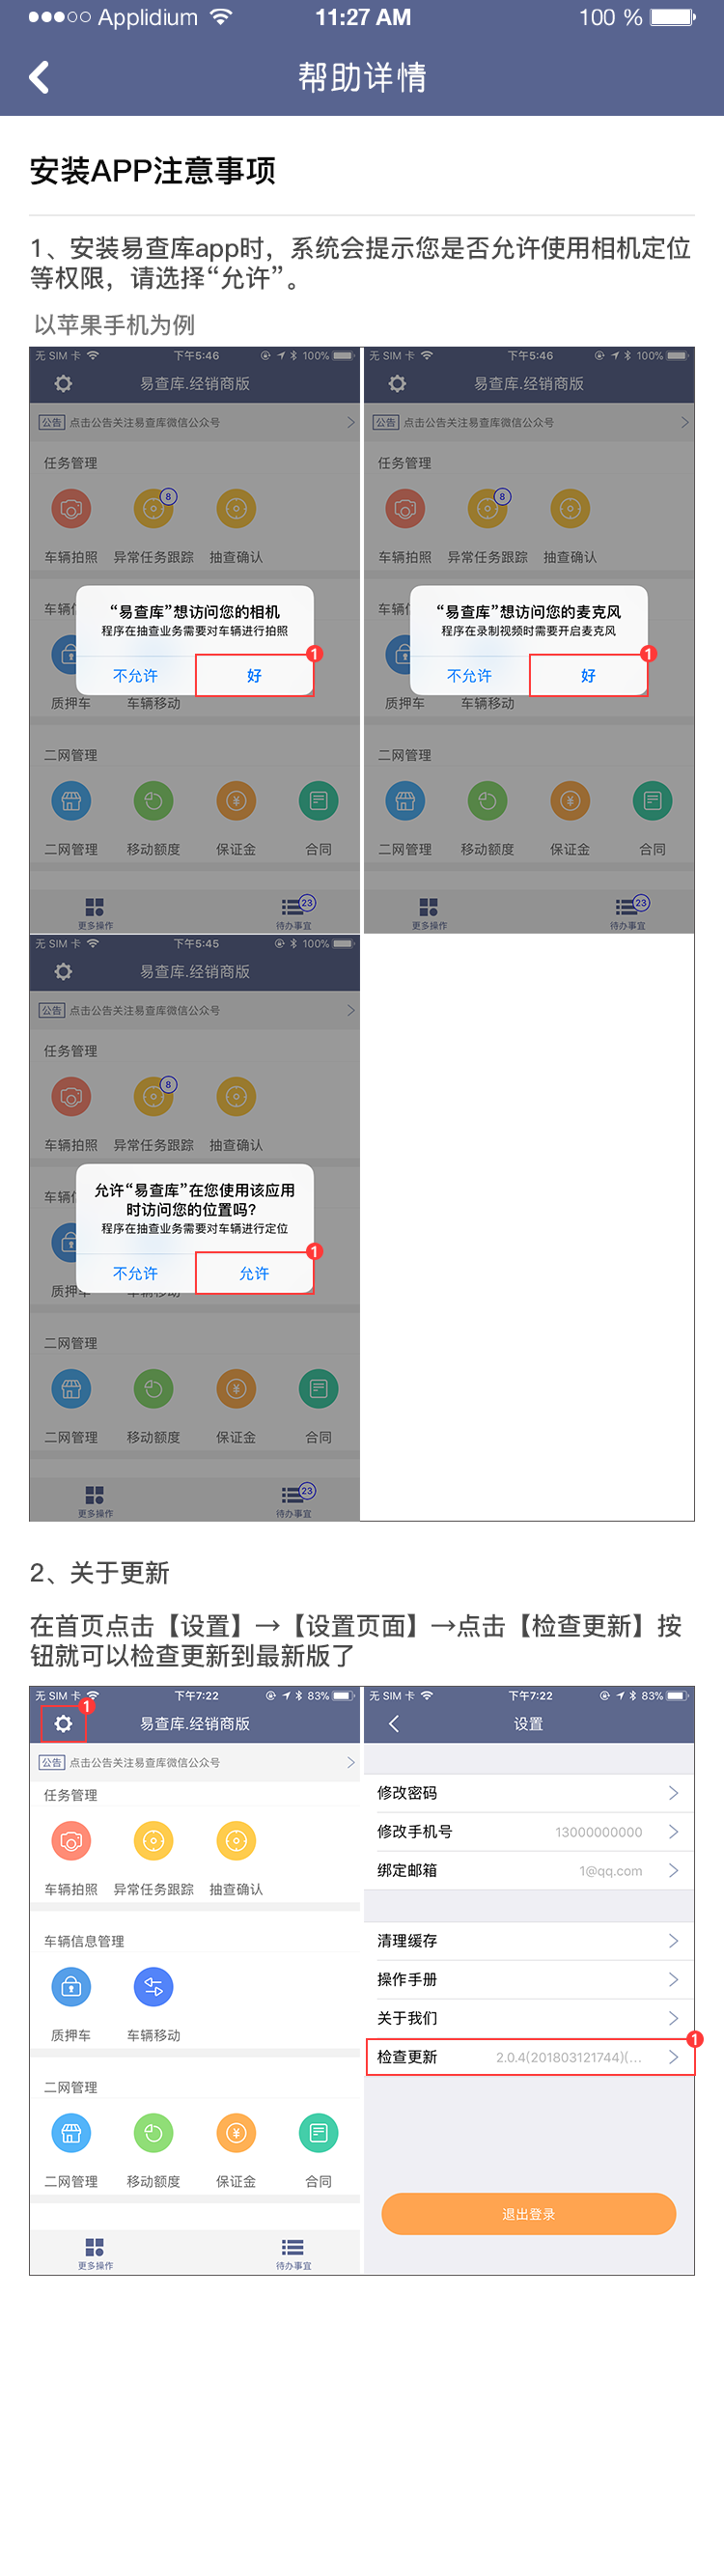 Applidium 11:27 AM 100 %
帮助详情
安装APP注意事项
1、安装易查库app时，系统会提示您是否允许使用相机定位
等权限，请选择“允许”。
以苹果手机为例
无 SIM 卡 下午5:46 100%
易查库.经销商版
公告 点击公告关注易查库微信公众号
任务管理
8
车辆拍照 异常任务跟踪 抽查确认
车辆信
“易查库”想访问您的相机
程序在抽查业务需要对车辆进行拍照
1
不允许 好
质押车 车辆移动
二网管理
二网管理 移动额度 保证金 合同
23
更多操作 待办事宜
无 SIM 卡 下午5:46 100%
易查库.经销商版
公告 点击公告关注易查库微信公众号
任务管理
8
车辆拍照 异常任务跟踪 抽查确认
车辆信
“易查库”想访问您的麦克风
程序在录制视频时需要开启麦克风
1
不允许 好
质押车 车辆移动
二网管理
二网管理 移动额度 保证金 合同
23
更多操作 待办事宜
无 SIM 卡 下午5:45 100%
易查库.经销商版
公告 点击公告关注易查库微信公众号
任务管理
8
车辆拍照 异常任务跟踪 抽查确认
车辆信
允许“易查库”在您使用该应用
时访问您的位置吗?
程序在抽查业务需要对车辆进行定位
1
不允许 允许
质押车 车辆移动
二网管理
二网管理 移动额度 保证金 合同
23
更多操作 待办事宜
2、关于更新
在首页点击【设置】→【设置页面】→点击【检查更新】按
钮就可以检查更新到最新版了
无 SIM 卡 下午7:22 83%
1
易查库.经销商版
公告 点击公告关注易查库微信公众号
任务管理
车辆拍照 异常任务跟踪 抽查确认
车辆信息管理
质押车 车辆移动
二网管理
二网管理 移动额度 保证金 合同
更多操作 待办事宜
无 SIM 卡 下午7:22 83%
设置
修改密码
修改手机号 13000000000
绑定邮箱 1@qq.com
清理缓存
操作手册
关于我们
1
检查更新 2.0.4(201803121744)(...
退出登录